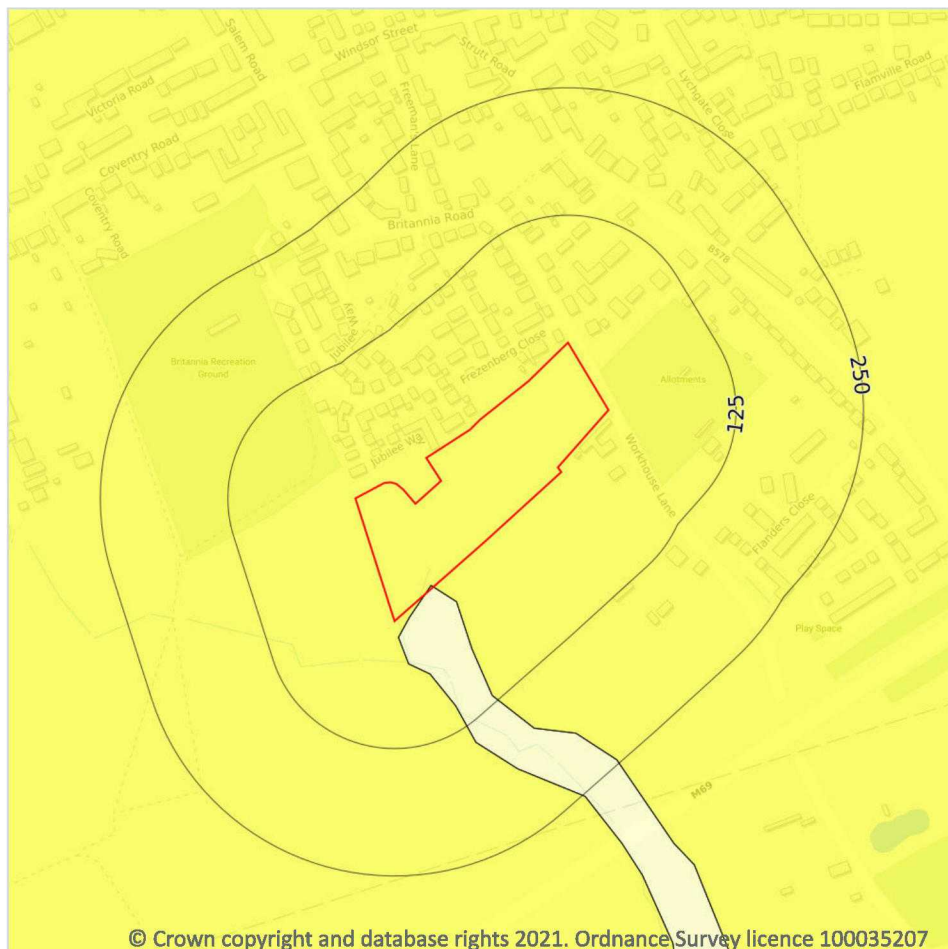 Salem Road
Windsor Street
Strutt Road
Flamville Road
Victoria Road
Freeman's Lane
Lychgate Close
Coventry Road
Coventry Road
Britannia Road
B578
Jubilee Way
Frezenberg Close
Britannia Recreation
Ground
Allotments
250
125
Jubilee Wa
Workhouse Lane
Flanders Close
Play Space
M69
© Crown copyright and database rights 2021. Ordnance Survey licence 100035207